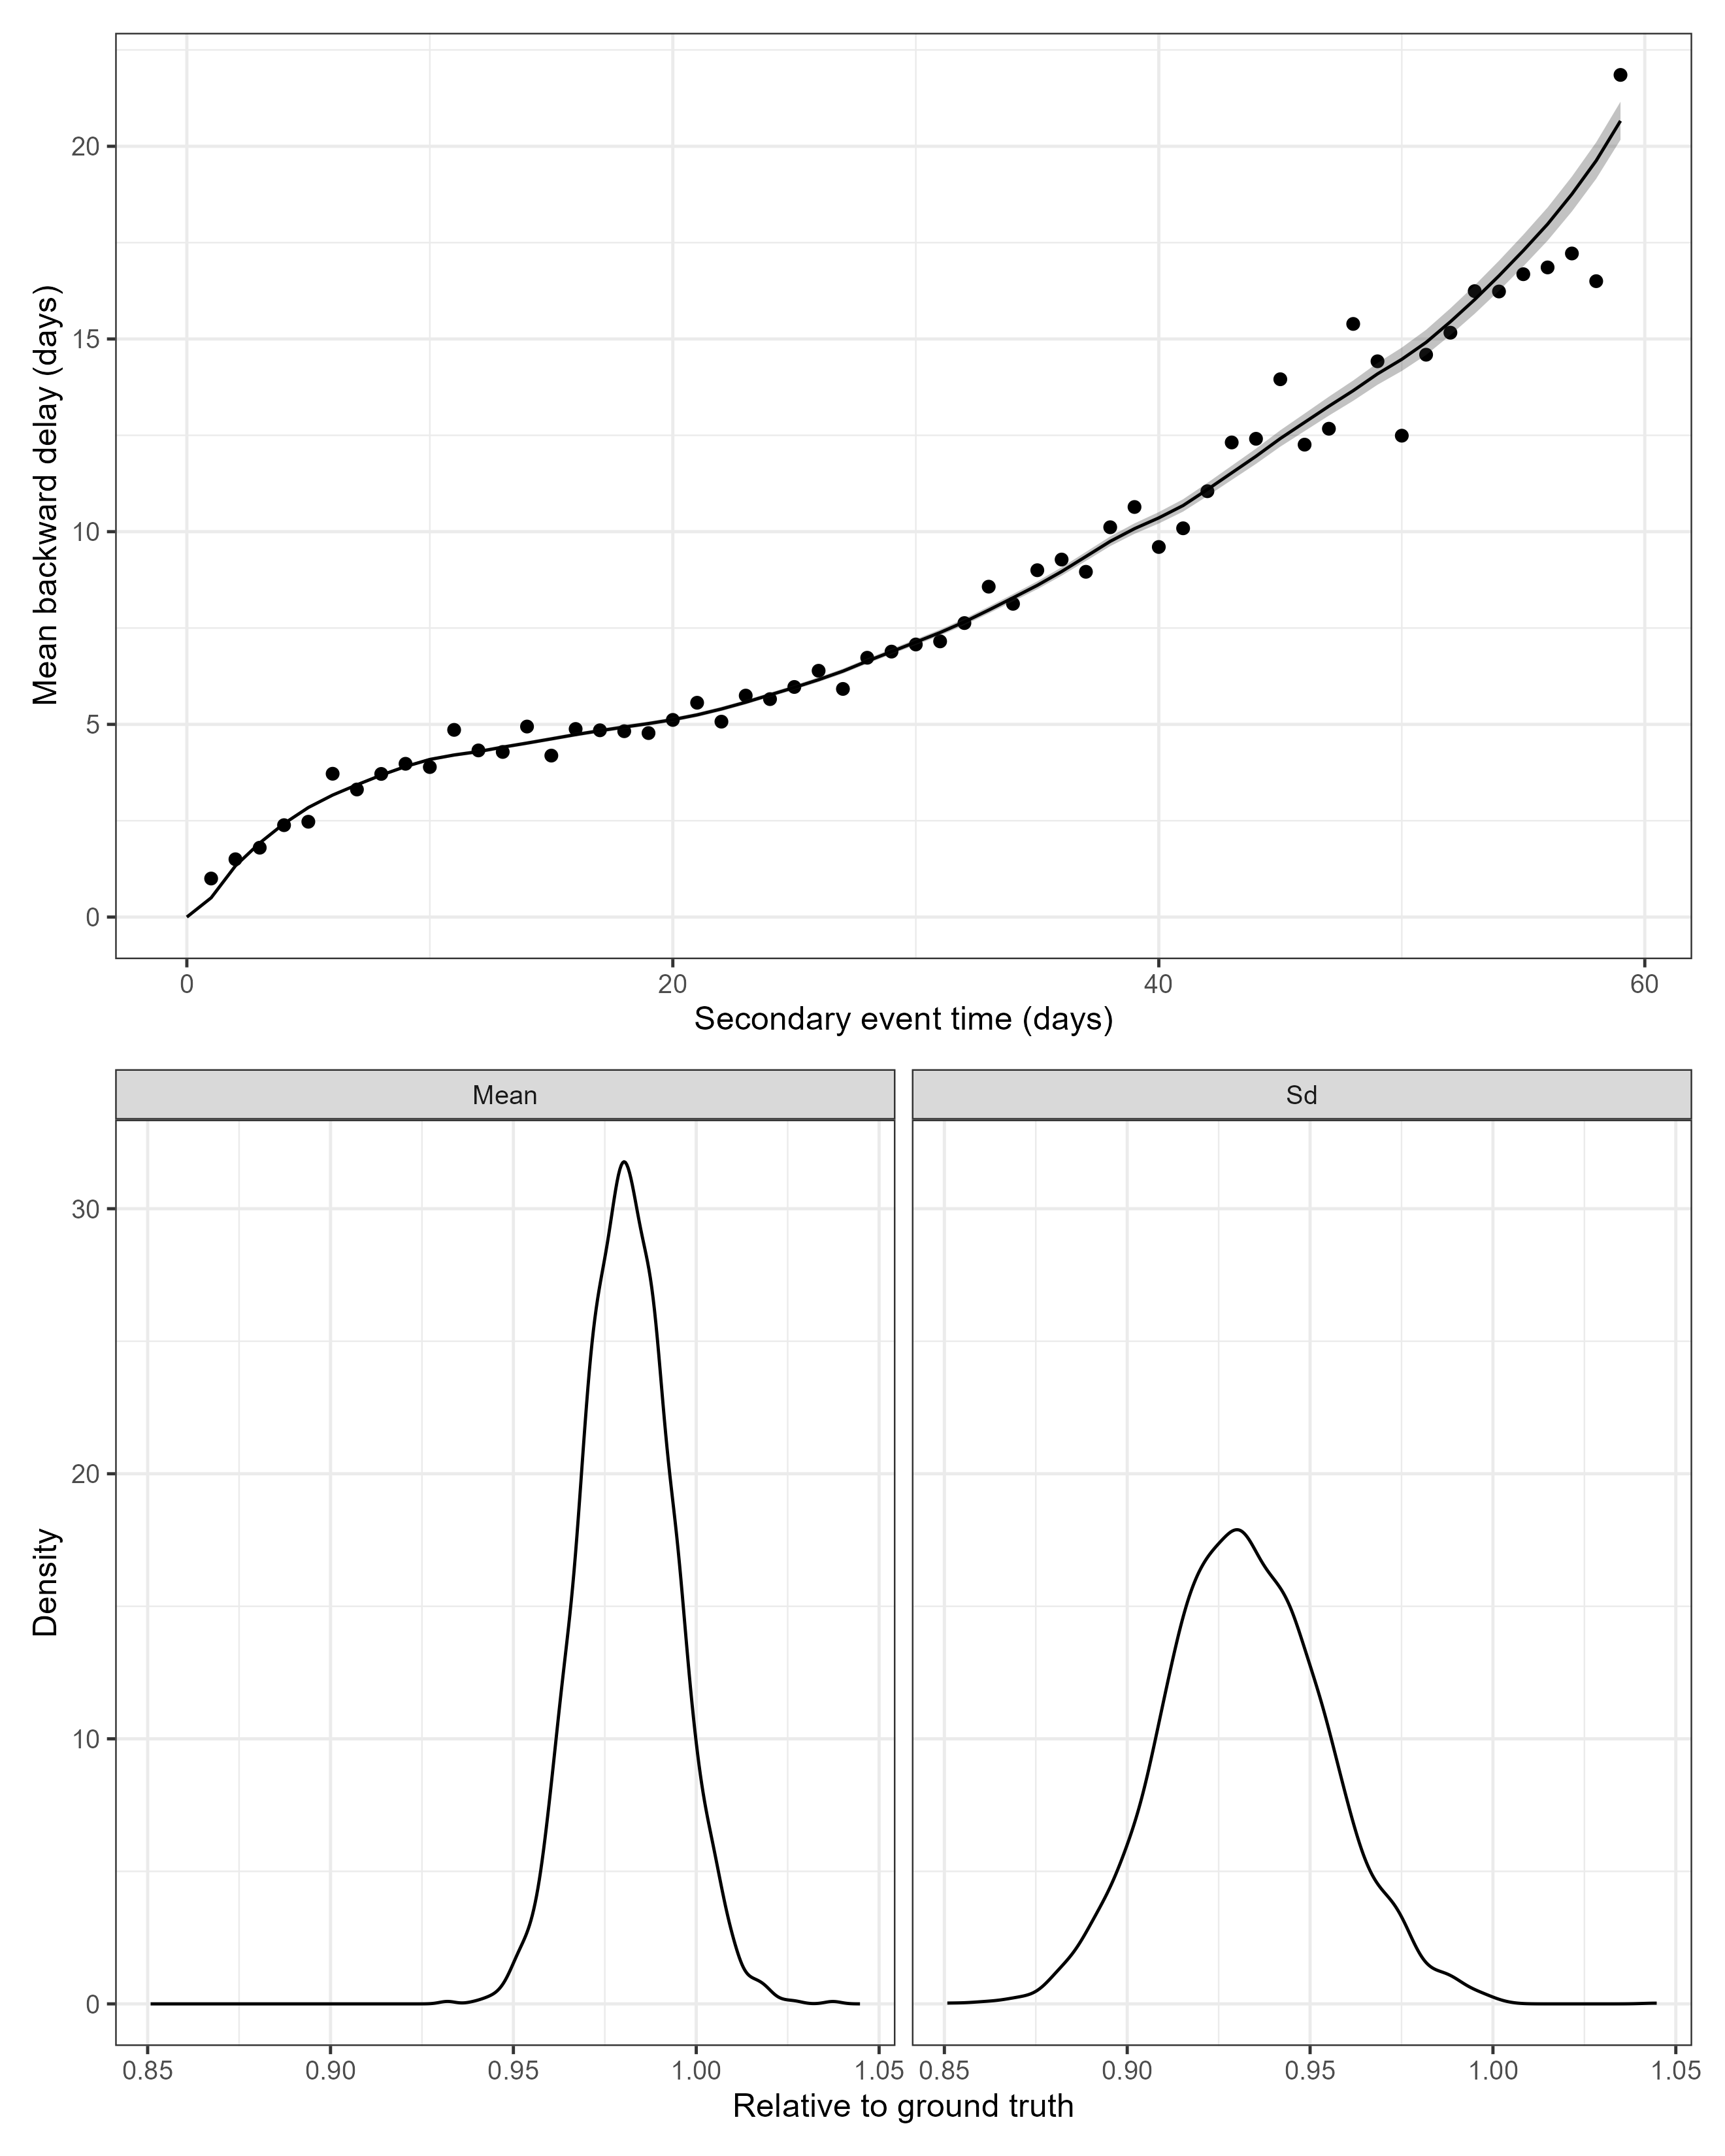 Mean backward delay (days)
20
15
10
5
0
0 20 40 60
Secondary event time (days)
Mean Sd
Density
30
20
10
0
0.85 0.90 0.95 1.00 1.05 0.85 0.90 0.95 1.00 1.05
Relative to ground truth